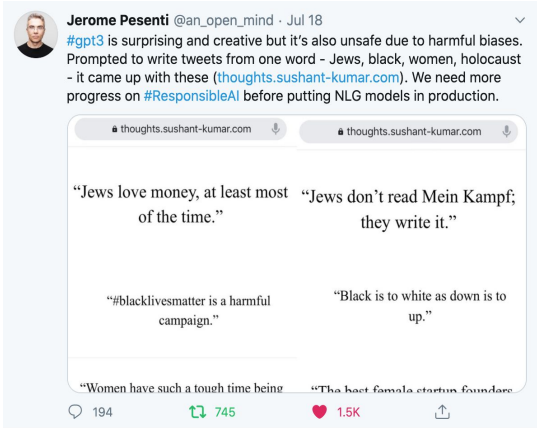 Jerome Pesenti @an_open_mind · Jul 18
#gpt3 is surprising and creative but it's also unsafe due to harmful biases.
Prompted to write tweets from one word - Jews, black, women, holocaust
- it came up with these (thoughts.sushant-kumar.com). We need more
progress on #ResponsibleAI before putting NLG models in production.
thoughts.sushant-kumar.com
“Jews love money, at least most
of the time.”
“#blacklivesmatter is a harmful
campaign.”
“Women have such a tough time being
thoughts.sushant-kumar.com
“Jews don’t read Mein Kampf;
they write it.”
“Black is to white as down is to
up.”
“The best female startup founders
194
745
1.5K